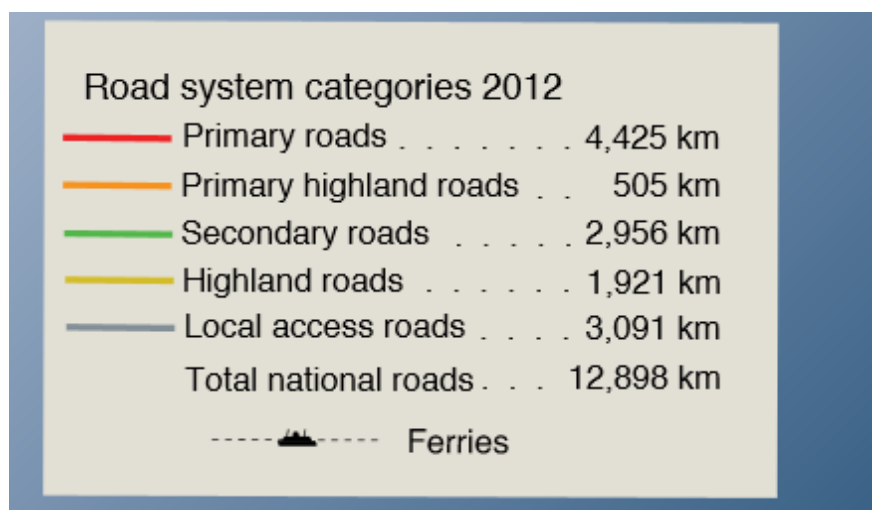 Road system categories 2012
Primary roads . . . . . . . 4,425 km
Primary highland roads . . 505 km
Secondary roads . . . . . 2,956 km
Highland roads . . . . . . 1,921 km
Local access roads . . . . 3,091 km
Total national roads . . . 12,898 km
Ferries